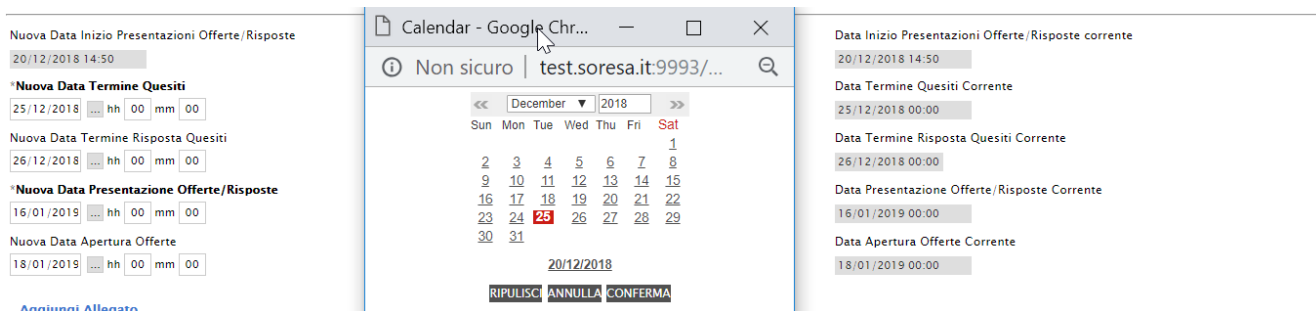 Nuova Data Inizio Presentazioni Offerte/Risposte
20/12/2018 14:50
*Nuova Data Termine Quesiti
25/12/2018 ... hh 00 mm 00
Nuova Data Termine Risposta Quesiti
26/12/2018 ... hh 00 mm 00
*Nuova Data Presentazione Offerte/Risposte
16/01/2019 ... hh 00 mm 00
Nuova Data Apertura Offerte
18/01/2019 ... hh 00 mm 00
Aggiungi Allegato
Calendar - Google Chr...
Non sicuro | test.soresa.it:9993/...
<< December 2018 >>
Sun Mon Tue Wed Thu Fri Sat
1
2 3 4 5 6 7 8
9 10 11 12 13 14 15
16 17 18 19 20 21 22
23 24 25 26 27 28 29
30 31
20/12/2018
RIPULISCI ANNULLA CONFERMA
Data Inizio Presentazioni Offerte/Risposte corrente
20/12/2018 14:50
Data Termine Quesiti Corrente
25/12/2018 00:00
Data Termine Risposta Quesiti Corrente
26/12/2018 00:00
Data Presentazione Offerte/Risposte Corrente
16/01/2019 00:00
Data Apertura Offerte Corrente
18/01/2019 00:00